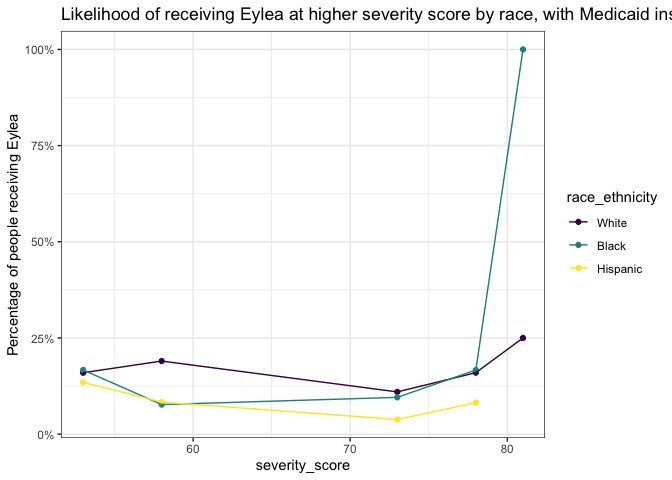 Likelihood of receiving Eylea at higher severity score by race, with Medicaid ins
100%
75%
50%
25%
0%
Percentage of people receiving Eylea
60
70
80
severity_score
race_ethnicity
White
Black
Hispanic